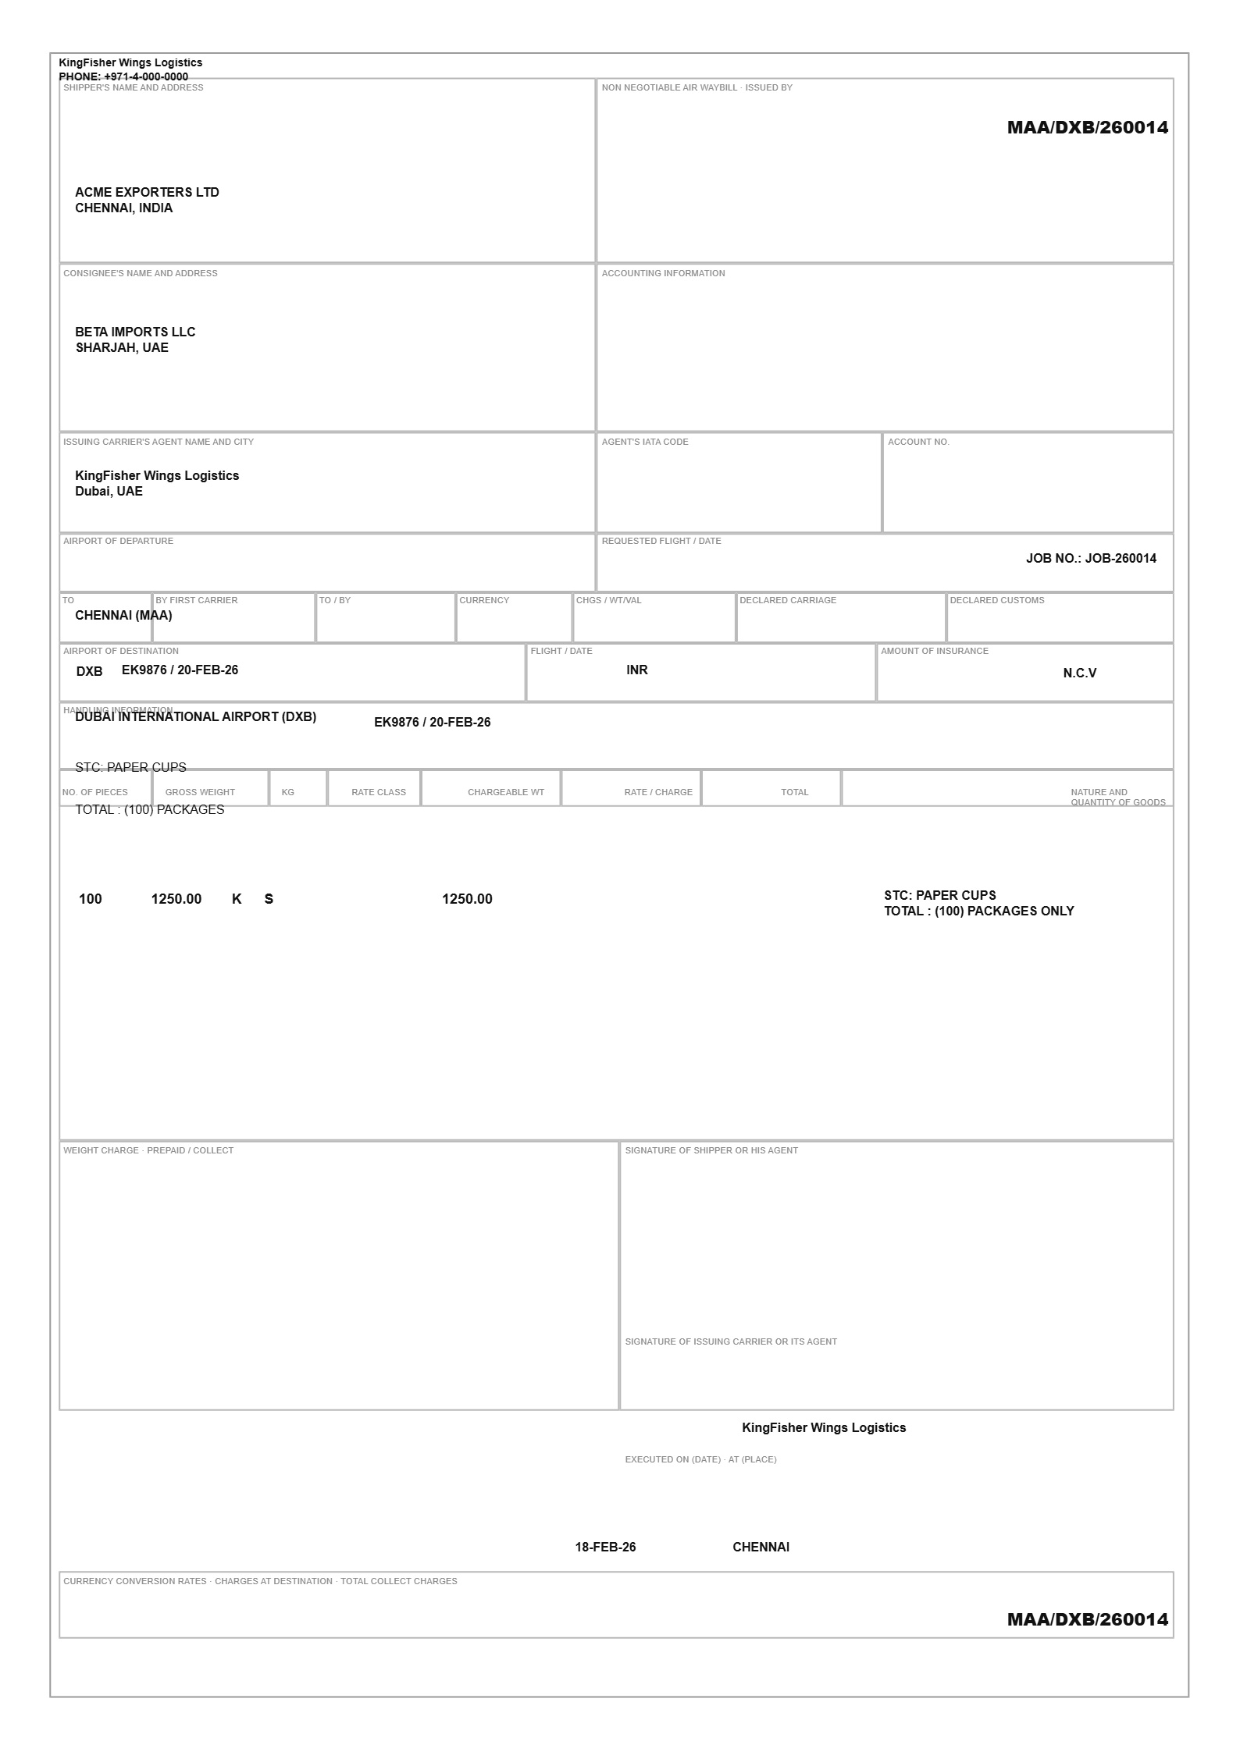 KingFisher Wings Logistics
PHONE: +971-4-000-0000
SHIPPER'S NAME AND ADDRESS
NON NEGOTIABLE AIR WAYBILL · ISSUED BY
MAA/DXB/260014
ACME EXPORTERS LTD
CHENNAI, INDIA
CONSIGNEE'S NAME AND ADDRESS
ACCOUNTING INFORMATION
BETA IMPORTS LLC
SHARJAH, UAE
ISSUING CARRIER'S AGENT NAME AND CITY
AGENT'S IATA CODE
ACCOUNT NO.
KingFisher Wings Logistics
Dubai, UAE
AIRPORT OF DEPARTURE
REQUESTED FLIGHT / DATE
JOB NO.: JOB-260014
TO
BY FIRST CARRIER
TO / BY
CURRENCY
CHGS / WT/VAL
DECLARED CARRIAGE
DECLARED CUSTOMS
CHENNAI (MAA)
AIRPORT OF DESTINATION
FLIGHT / DATE
AMOUNT OF INSURANCE
DXB
EK9876 / 20-FEB-26
INR
N.C.V
HANDLING INFORMATION
DUBAI INTERNATIONAL AIRPORT (DXB)
EK9876 / 20-FEB-26
STC: PAPER CUPS
NO. OF PIECES
GROSS WEIGHT
KG
RATE CLASS
CHARGEABLE WT
RATE / CHARGE
TOTAL
NATURE AND
QUANTITY OF GOODS
TOTAL : (100) PACKAGES
100
1250.00
K
S
1250.00
STC: PAPER CUPS
TOTAL : (100) PACKAGES ONLY
WEIGHT CHARGE · PREPAID / COLLECT
SIGNATURE OF SHIPPER OR HIS AGENT
SIGNATURE OF ISSUING CARRIER OR ITS AGENT
KingFisher Wings Logistics
EXECUTED ON (DATE) · AT (PLACE)
18-FEB-26
CHENNAI
CURRENCY CONVERSION RATES · CHARGES AT DESTINATION · TOTAL COLLECT CHARGES
MAA/DXB/260014